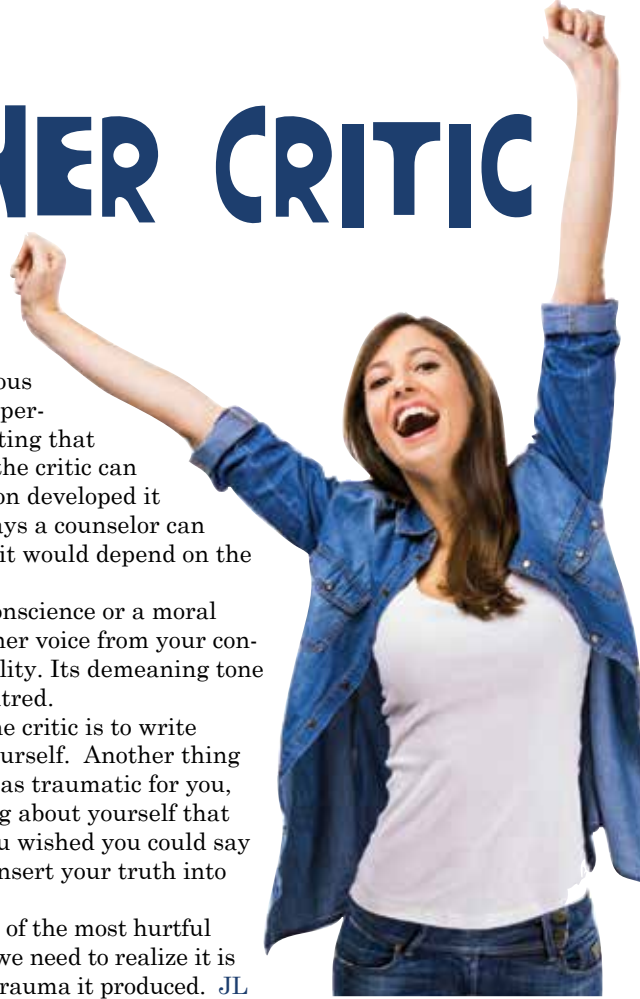 HER CRITIC
ous
per-
ting that
the critic can
on developed it
ays a counselor can
it would depend on the
onscience or a moral
ner voice from your con-
lity. Its demeaning tone
tred.
ne critic is to write
urself.  Another thing
as traumatic for you,
g about yourself that
u wished you could say
nsert your truth into
of the most hurtful
we need to realize it is
rauma it produced.  JL